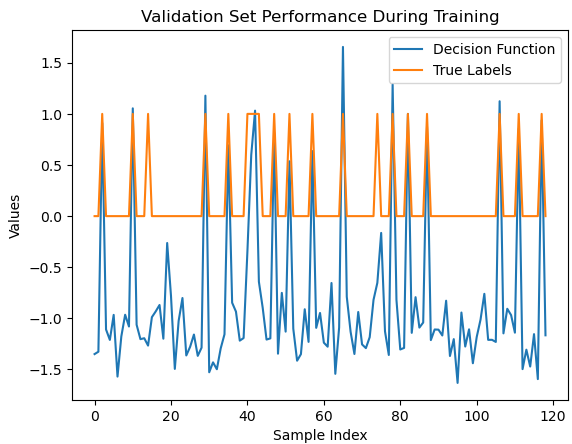 Validation Set Performance During Training
Decision Function
True Labels
Values
1.5
1.0
0.5
0.0
−0.5
−1.0
−1.5
0
20
40
60
80
100
120
Sample Index